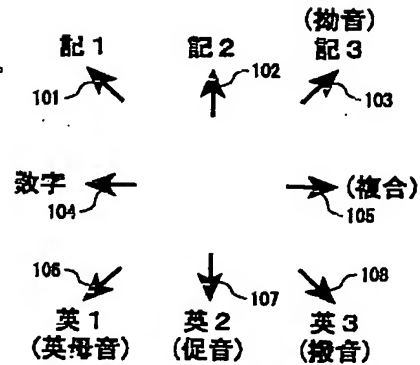 (拗音)
記1 記2 記3
101 102 103
数字 (複合)
104 105
106 107 108
英1 英2 英3
(英母音) (促音) (撥音)